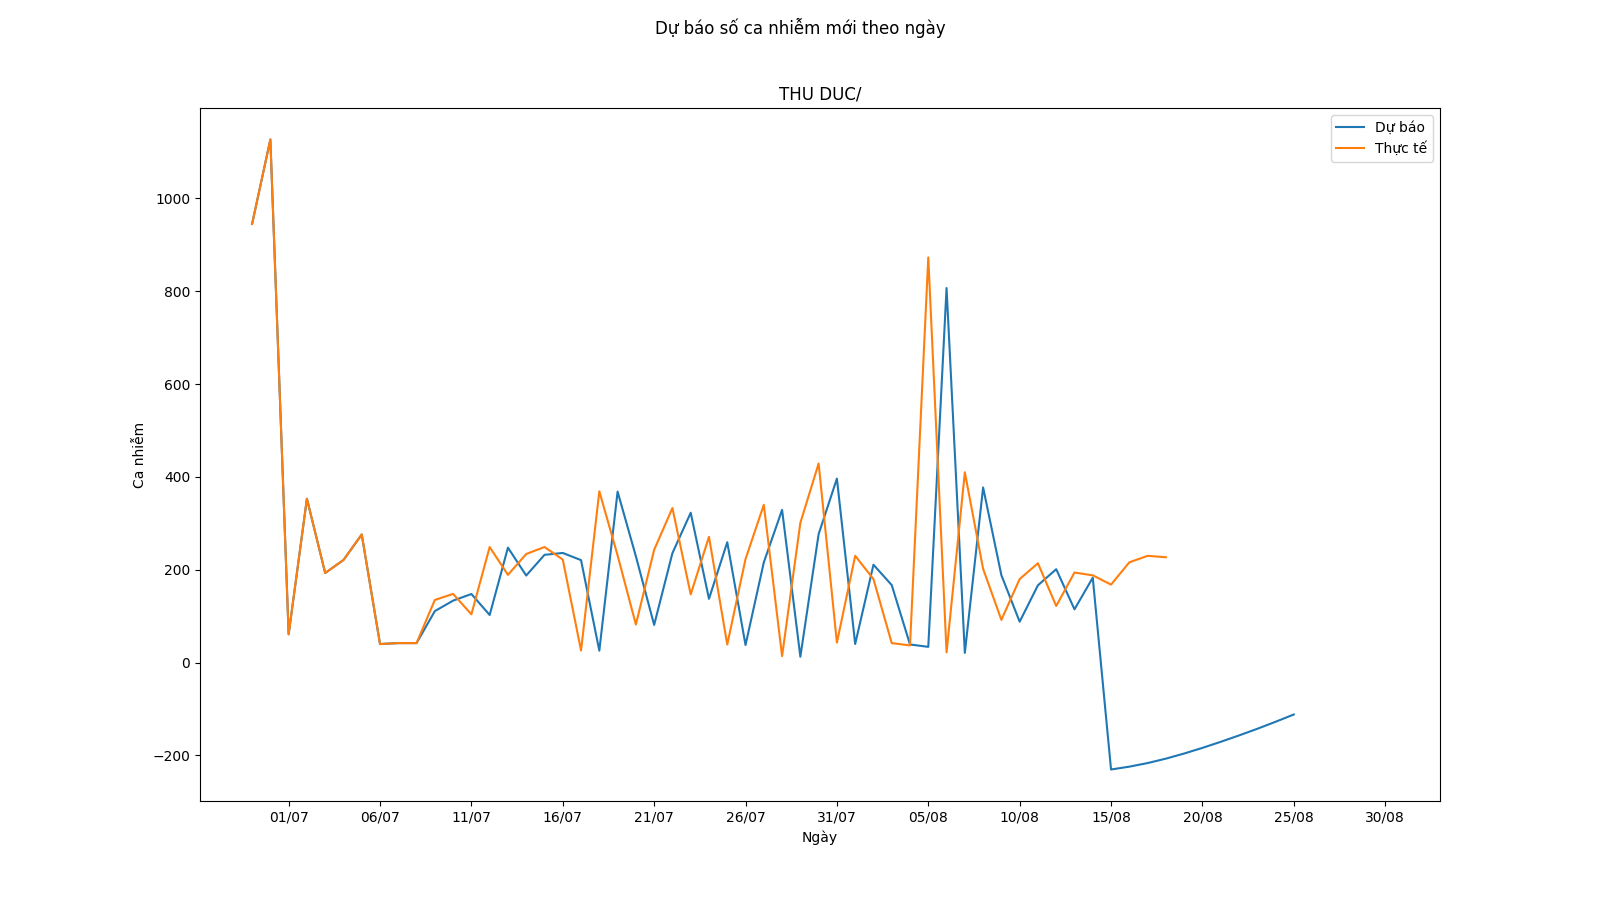 Dự báo số ca nhiễm mới theo ngày
THU DUC/
Dự báo
Thực tế
1000
800
600
400
200
0
−200
Ca nhiễm
01/07 06/07 11/07 16/07 21/07 26/07 31/07 05/08 10/08 15/08 20/08 25/08 30/08
Ngày